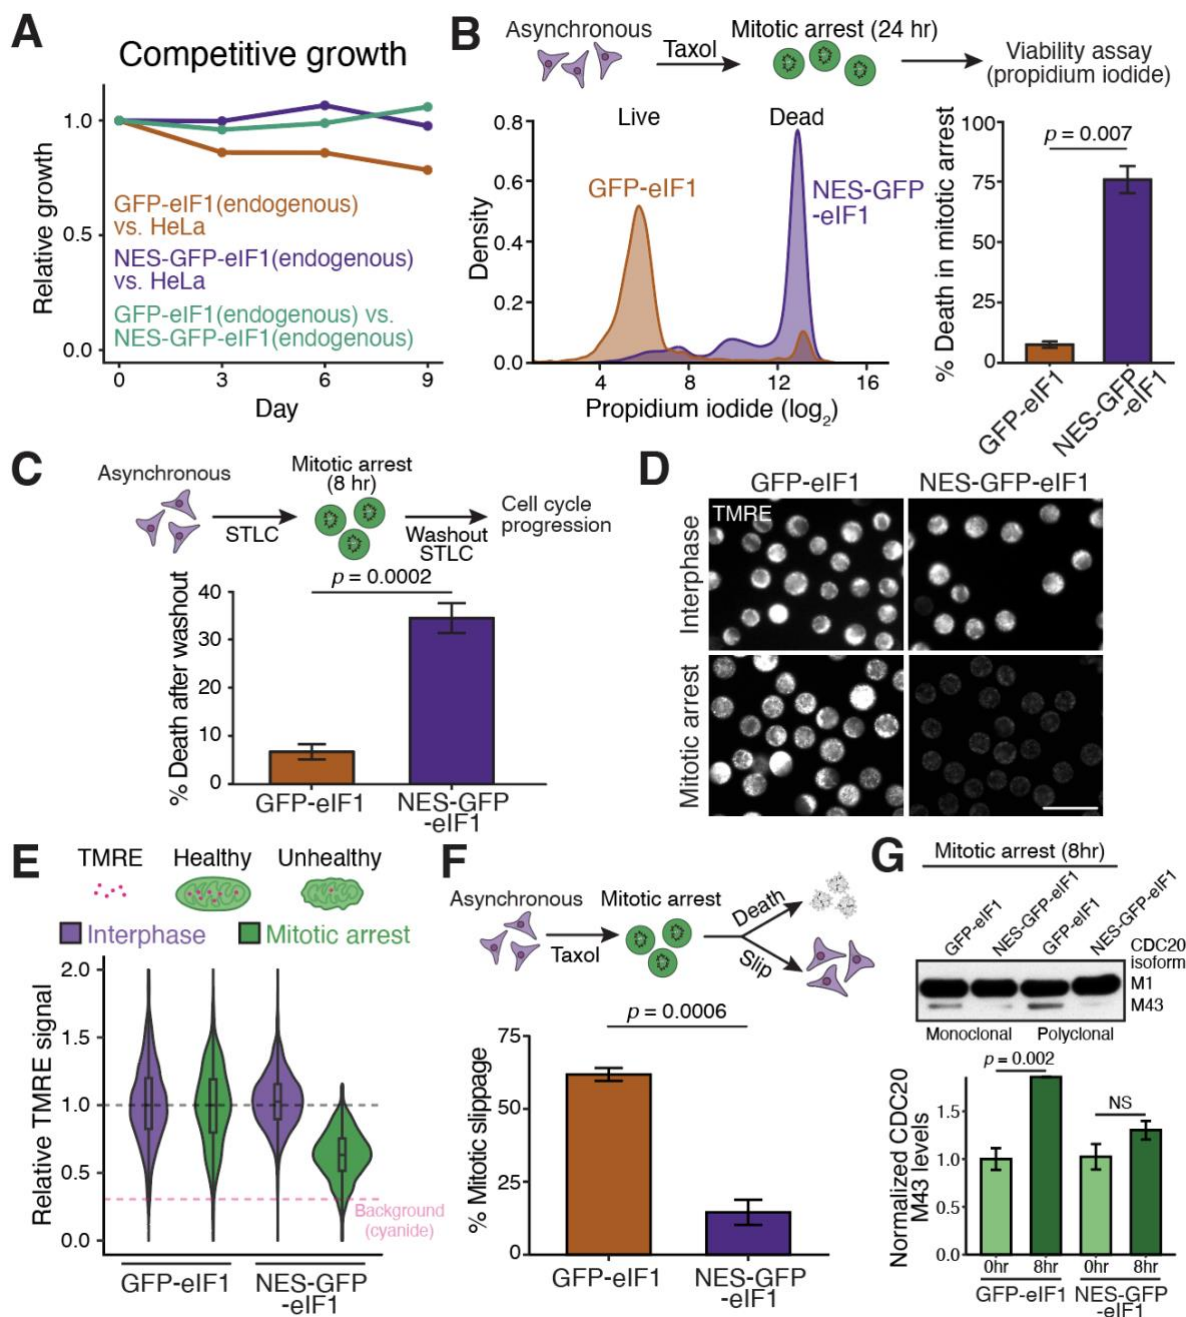 A
Competitive growth
Relative growth
1.0
0.5
0.0
GFP-eIF1(endogenous)
vs. HeLa
NES-GFP-eIF1(endogenous)
vs. HeLa
GFP-eIF1(endogenous) vs.
NES-GFP-eIF1(endogenous)
0 3 6 9
Day
B
Asynchronous
Taxol
Mitotic arrest (24 hr)
Viability assay
(propidium iodide)
Live
Dead
GFP-eIF1
NES-GFP
-eIF1
Density
0.8
0.6
0.4
0.2
0.0
4 8 12 16
Propidium iodide (log2)
p = 0.007
% Death in mitotic arrest
100
75
50
25
0
GFP-eIF1
NES-GFP
-eIF1
C
Asynchronous
STLC
Mitotic arrest
(8 hr)
Washout
STLC
Cell cycle
progression
p = 0.0002
% Death after washout
40
30
20
10
0
GFP-eIF1
NES-GFP
-eIF1
D
GFP-eIF1
NES-GFP-eIF1
TMRE
Interphase
Mitotic arrest
E
TMRE
Healthy
Unhealthy
Interphase
Mitotic arrest
Relative TMRE signal
2.0
1.5
1.0
0.5
0.0
Background
(cyanide)
GFP-eIF1
NES-GFP
-eIF1
F
Asynchronous
Taxol
Mitotic arrest
Death
Slip
p = 0.0006
% Mitotic slippage
75
50
25
0
GFP-eIF1
NES-GFP
-eIF1
G
Mitotic arrest (8hr)
GFP-eIF1
NES-GFP-eIF1
GFP-eIF1
NES-GFP-eIF1
CDC20
isoform
M1
M43
Monoclonal
Polyclonal
p = 0.002
NS
Normalized CDC20
M43 levels
1.5
1.0
0.5
0.0
0hr 8hr 0hr 8hr
GFP-eIF1
NES-GFP
-eIF1